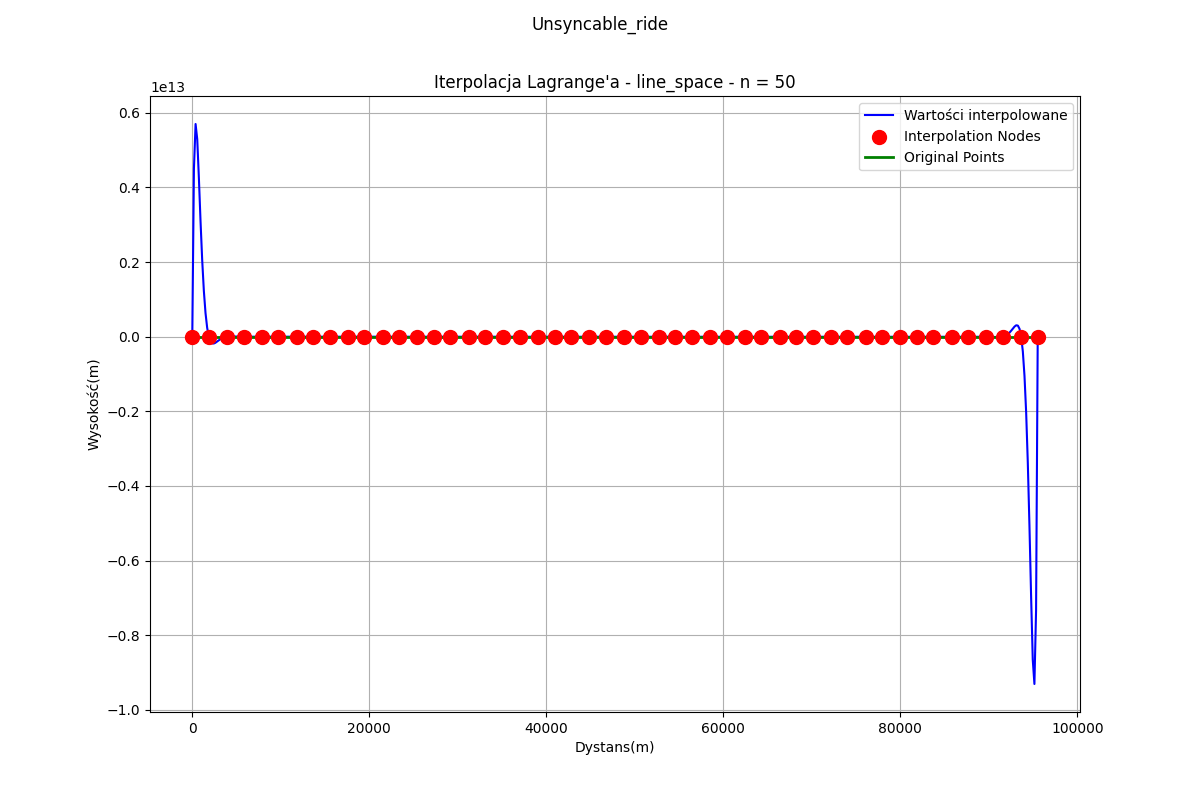 Unsyncable_ride
Iterpolacja Lagrange'a - line_space - n = 50
1e13
Wartości interpolowane
Interpolation Nodes
Original Points
0.6
0.4
0.2
0.0
−0.2
−0.4
−0.6
−0.8
−1.0
Wysokość(m)
0 20000 40000 60000 80000 100000
Dystans(m)